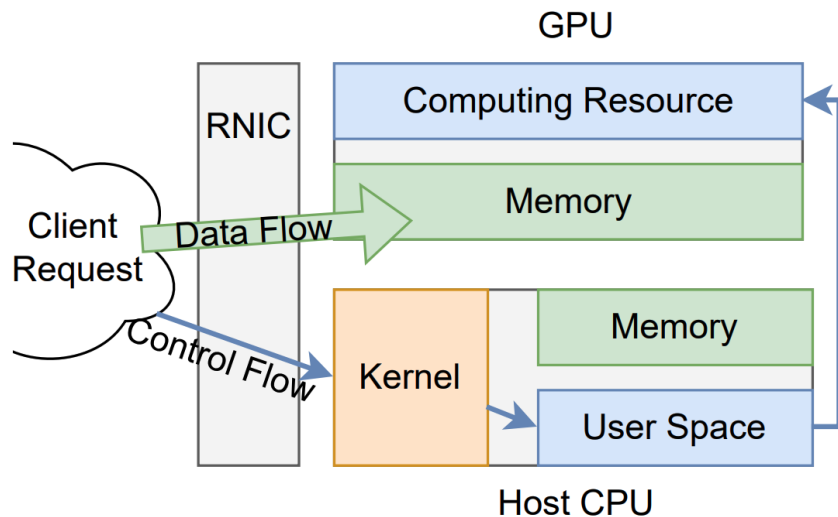 GPU
RNIC
Computing Resource
Memory
Client
Request
Data Flow
Control Flow
Kernel
Memory
User Space
Host CPU